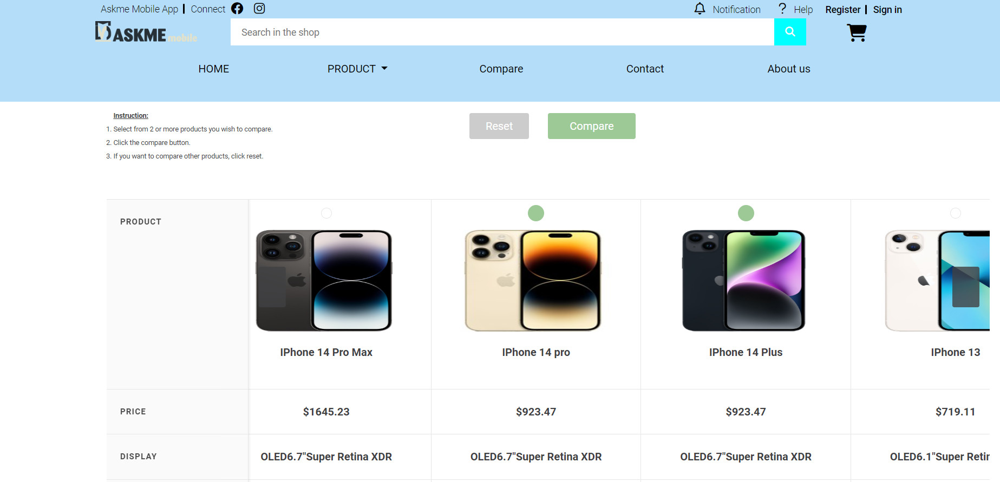 Askme Mobile App | Connect
Notification
? Help
Register | Sign in
ASKME mobile
Search in the shop
HOME
PRODUCT
Compare
Contact
About us
Instruction:
1. Select from 2 or more products you wish to compare.
2. Click the compare button.
3. If you want to compare other products, click reset.
Reset
Compare
PRODUCT
IPhone 14 Pro Max
IPhone 14 pro
IPhone 14 Plus
IPhone 13
PRICE
$1645.23
$923.47
$923.47
$719.11
DISPLAY
OLED6.7"Super Retina XDR
OLED6.7"Super Retina XDR
OLED6.7"Super Retina XDR
OLED6.1"Super Retin